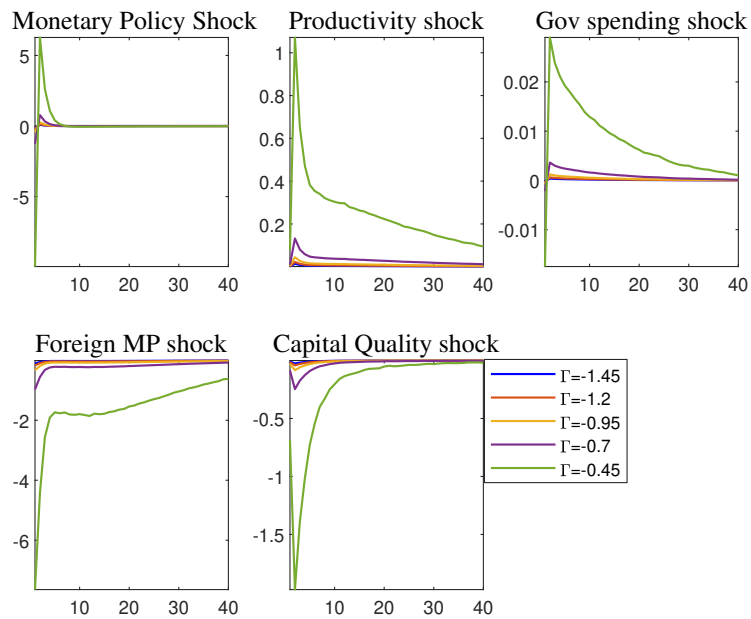 Monetary Policy Shock
5
0
-5
10 20 30 40
Productivity shock
1
0.8
0.6
0.4
0.2
10 20 30 40
Gov spending shock
0.02
0.01
0
-0.01
10 20 30 40
Foreign MP shock
-2
-4
-6
10 20 30 40
Capital Quality shock
-0.5
-1
-1.5
10 20 30 40
Γ=-1.45
Γ=-1.2
Γ=-0.95
Γ=-0.7
Γ=-0.45